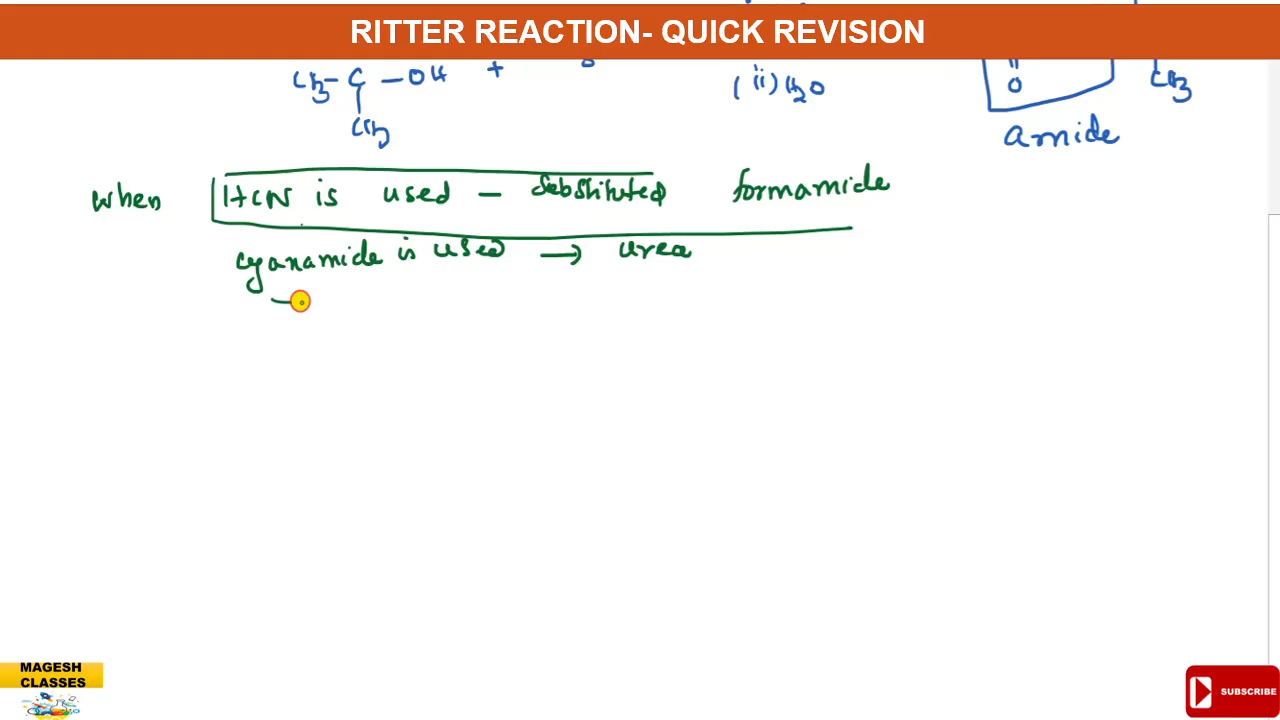 RITTER REACTION- QUICK REVISION
CH3- C -OH +
(ii) H2O
O
CH3
CH3
amide
when HCN is used - substituted formamide
cyanamide is used → urea
MAGESH
CLASSES
SUBSCRIBE